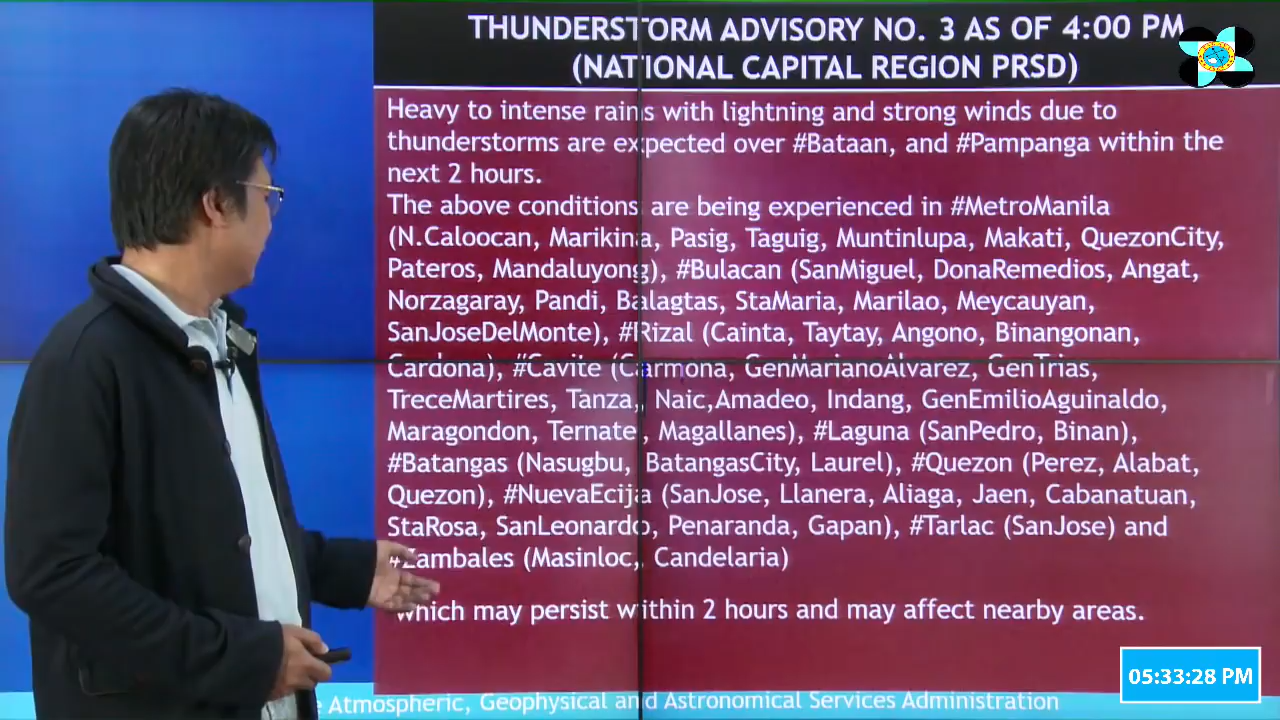 THUNDERSTORM ADVISORY NO. 3 AS OF 4:00 PM
(NATIONAL CAPITAL REGION PRSD)
Heavy to intense rains with lightning and strong winds due to
thunderstorms are expected over #Bataan, and #Pampanga within the
next 2 hours.
The above conditions are being experienced in #MetroManila
(N.Caloocan, Marikina, Pasig, Taguig, Muntinlupa, Makati, QuezonCity,
Pateros, Mandaluyong), #Bulacan (SanMiguel, DonaRemedios, Angat,
Norzagaray, Pandi, Balagtas, StaMaria, Marilao, Meycauyan,
SanJoseDelMonte), #Rizal (Cainta, Taytay, Angono, Binangonan,
Cardona), #Cavite (Carmona, GenMarianoAlvarez, GenTrias,
TreceMartires, Tanza, Naic,Amadeo, Indang, GenEmilioAguinaldo,
Maragondon, Ternate, Magallanes), #Laguna (SanPedro, Binan),
#Batangas (Nasugbu, BatangasCity, Laurel), #Quezon (Perez, Alabat,
Quezon), #NuevaEcija (SanJose, Llanera, Aliaga, Jaen, Cabanatuan,
StaRosa, SanLeonardo, Penaranda, Gapan), #Tarlac (SanJose) and
#Zambales (Masinloc, Candelaria)
which may persist within 2 hours and may affect nearby areas.
05:33:28 PM
Atmospheric, Geophysical and Astronomical Services Administration